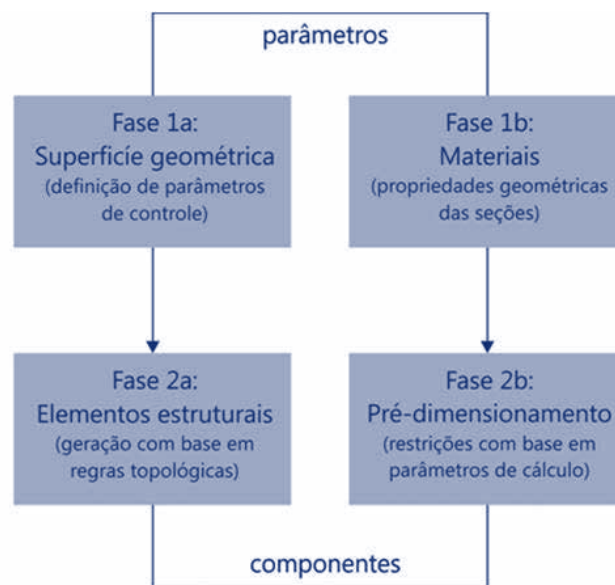 parâmetros
Fase 1a:
Superfície geométrica
(definição de parâmetros
de controle)
Fase 1b:
Materiais
(propriedades geométricas
das seções)
Fase 2a:
Elementos estruturais
(geração com base em
regras topológicas)
Fase 2b:
Pré-dimensionamento
(restrições com base em
parâmetros de cálculo)
componentes